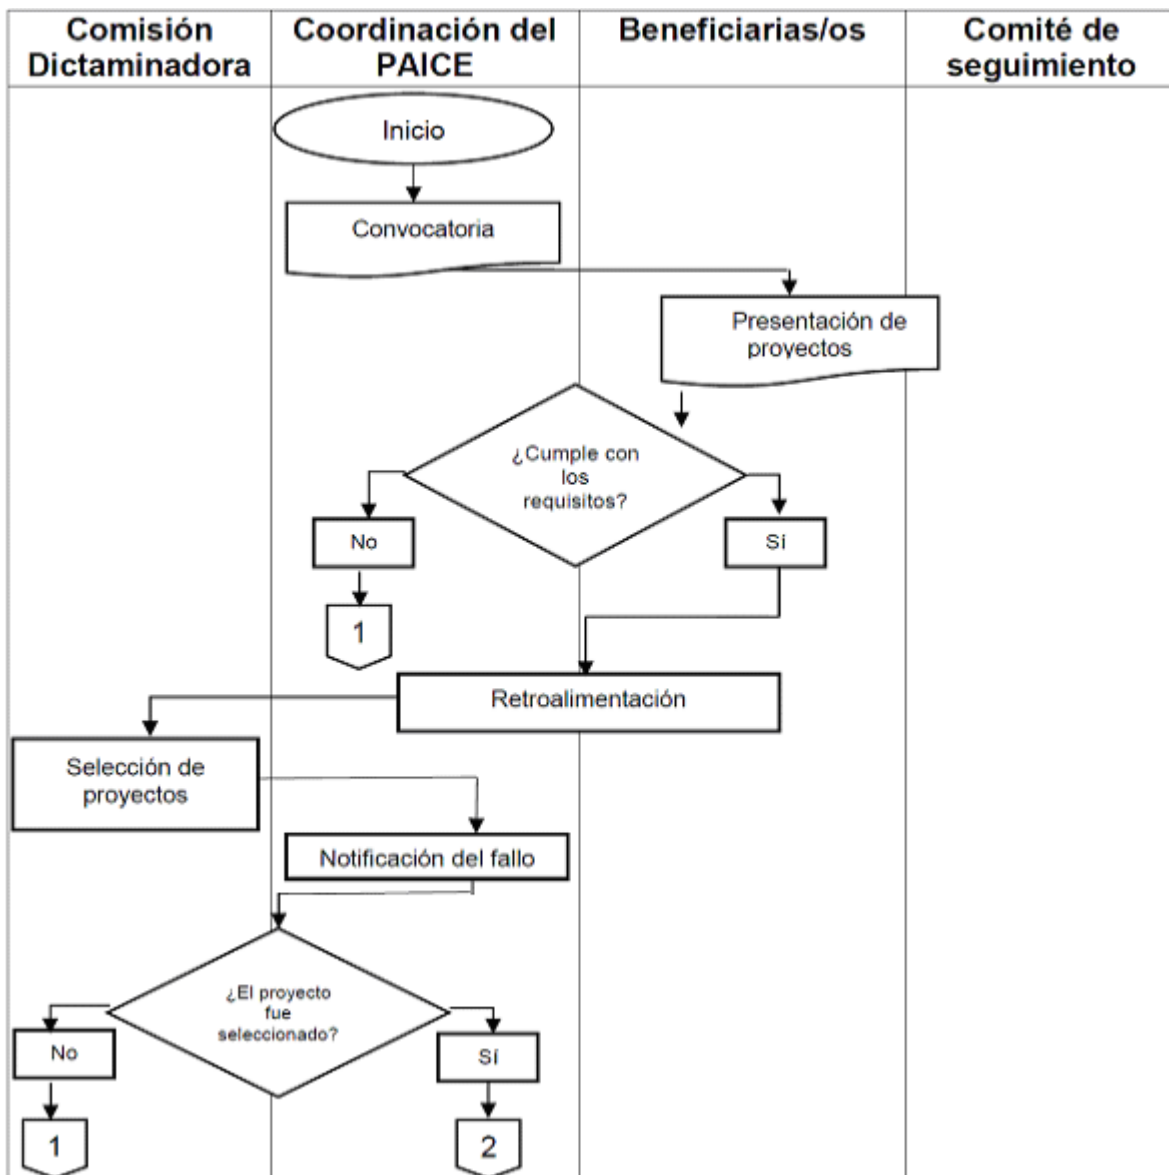 Comisión
Dictaminadora
Coordinación del
PAICE
Beneficiarias/os
Comité de
seguimiento
Inicio
Convocatoria
Presentación de
proyectos
¿Cumple con
los
requisitos?
No
Sí
1
Retroalimentación
Selección de
proyectos
Notificación del fallo
¿El proyecto
fue
seleccionado?
No
Sí
1
2